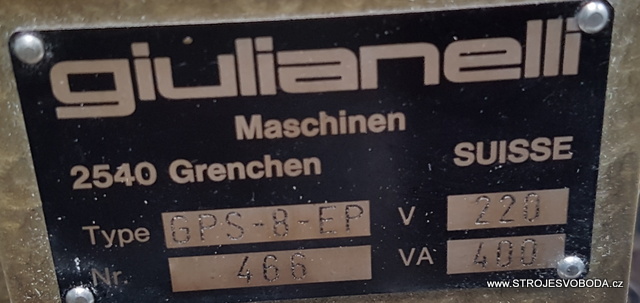 giulianelli
Maschinen
2540 Grenchen SUISSE
Type GPS-8-EP V 220
Nr 466 VA 400
www.STROJESVOBODA.cz